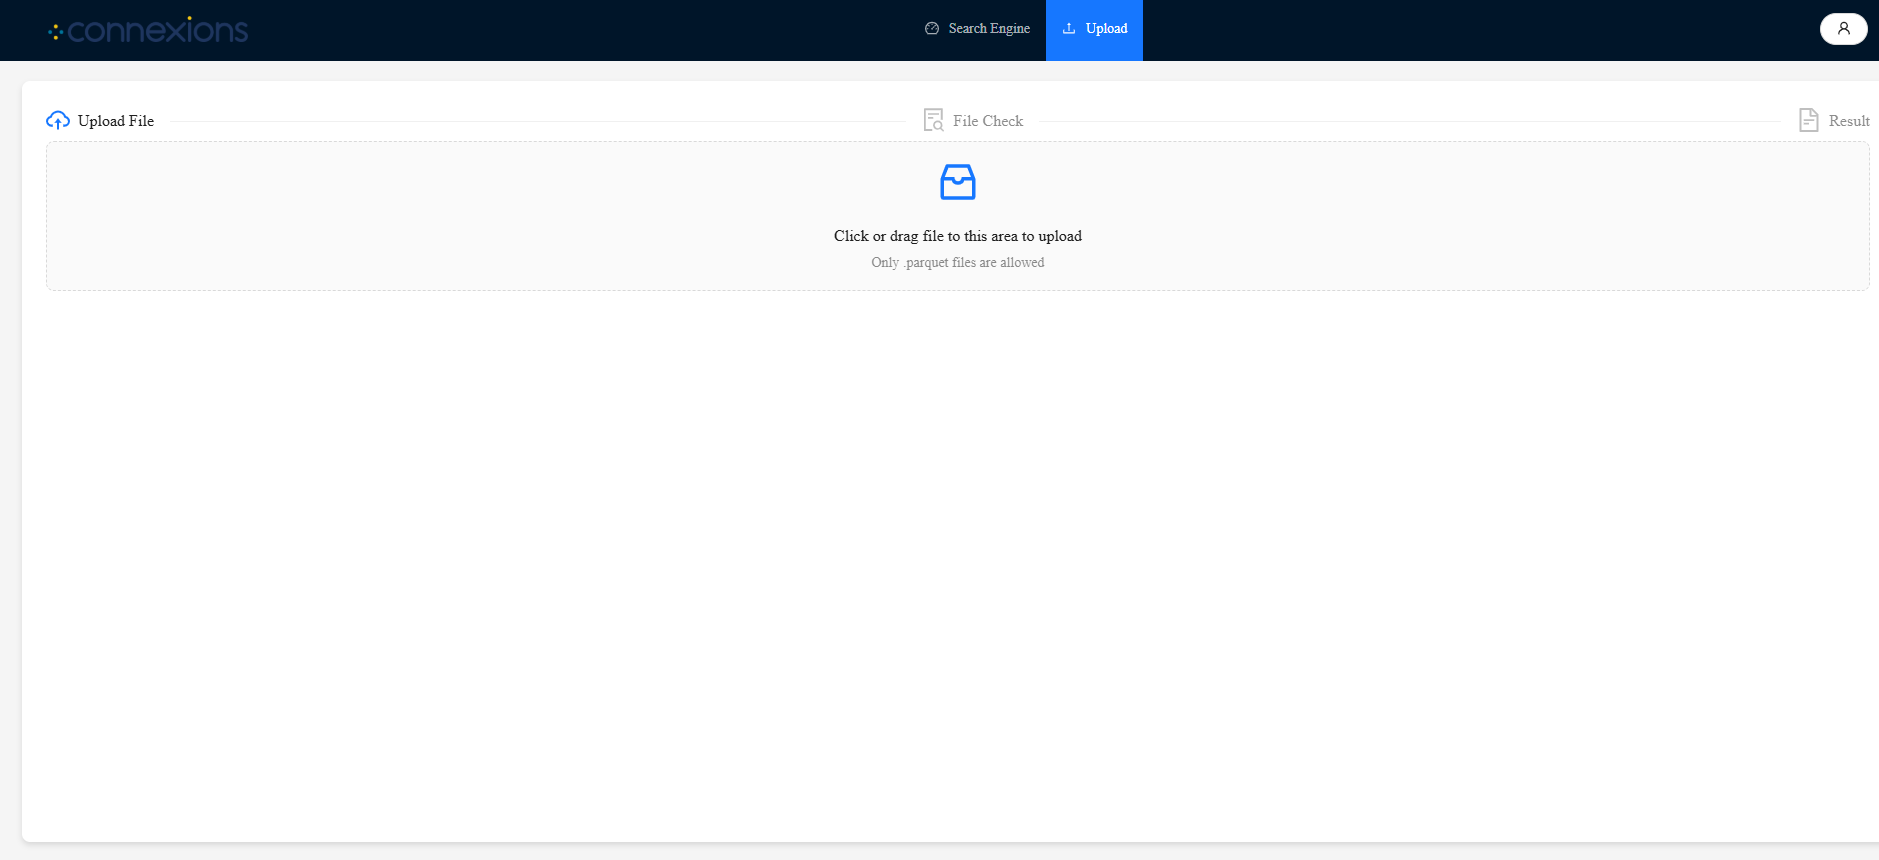 connexions
Search Engine
Upload
Upload File
File Check
Result
Click or drag file to this area to upload
Only .parquet files are allowed